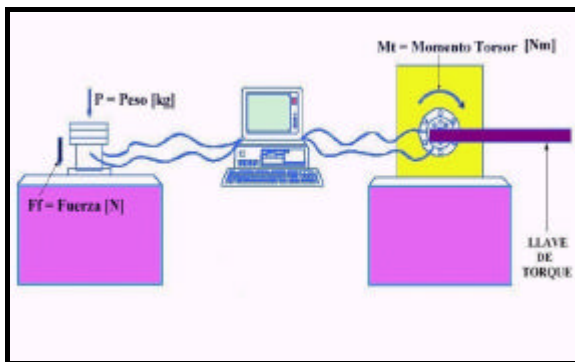 Mt = Momento Torsor [Nm]
P = Peso [kg]
Ff = Fuerza [N]
LLAVE
DE
TORQUE